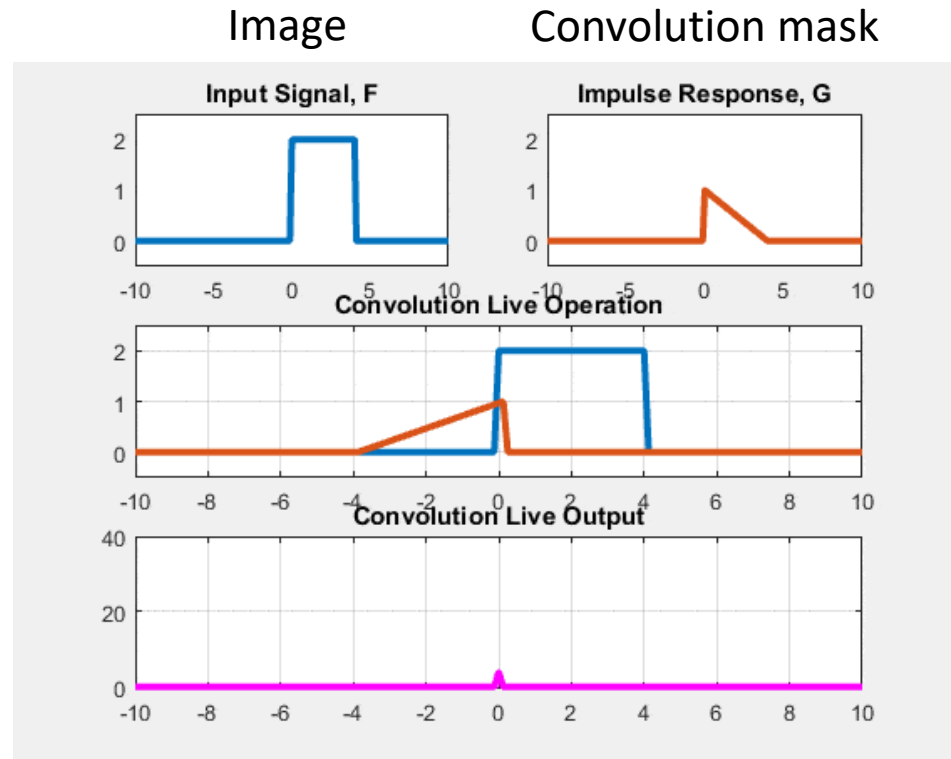 Image Convolution mask
Input Signal, F Impulse Response, G
2 2
1 1
0 0
-10 -5 0 5 10 -10 -5 0 5 10
Convolution Live Operation
2
1
0
-10 -8 -6 -4 -2 0 2 4 6 8 10
Convolution Live Output
40
20
0
-10 -8 -6 -4 -2 0 2 4 6 8 10